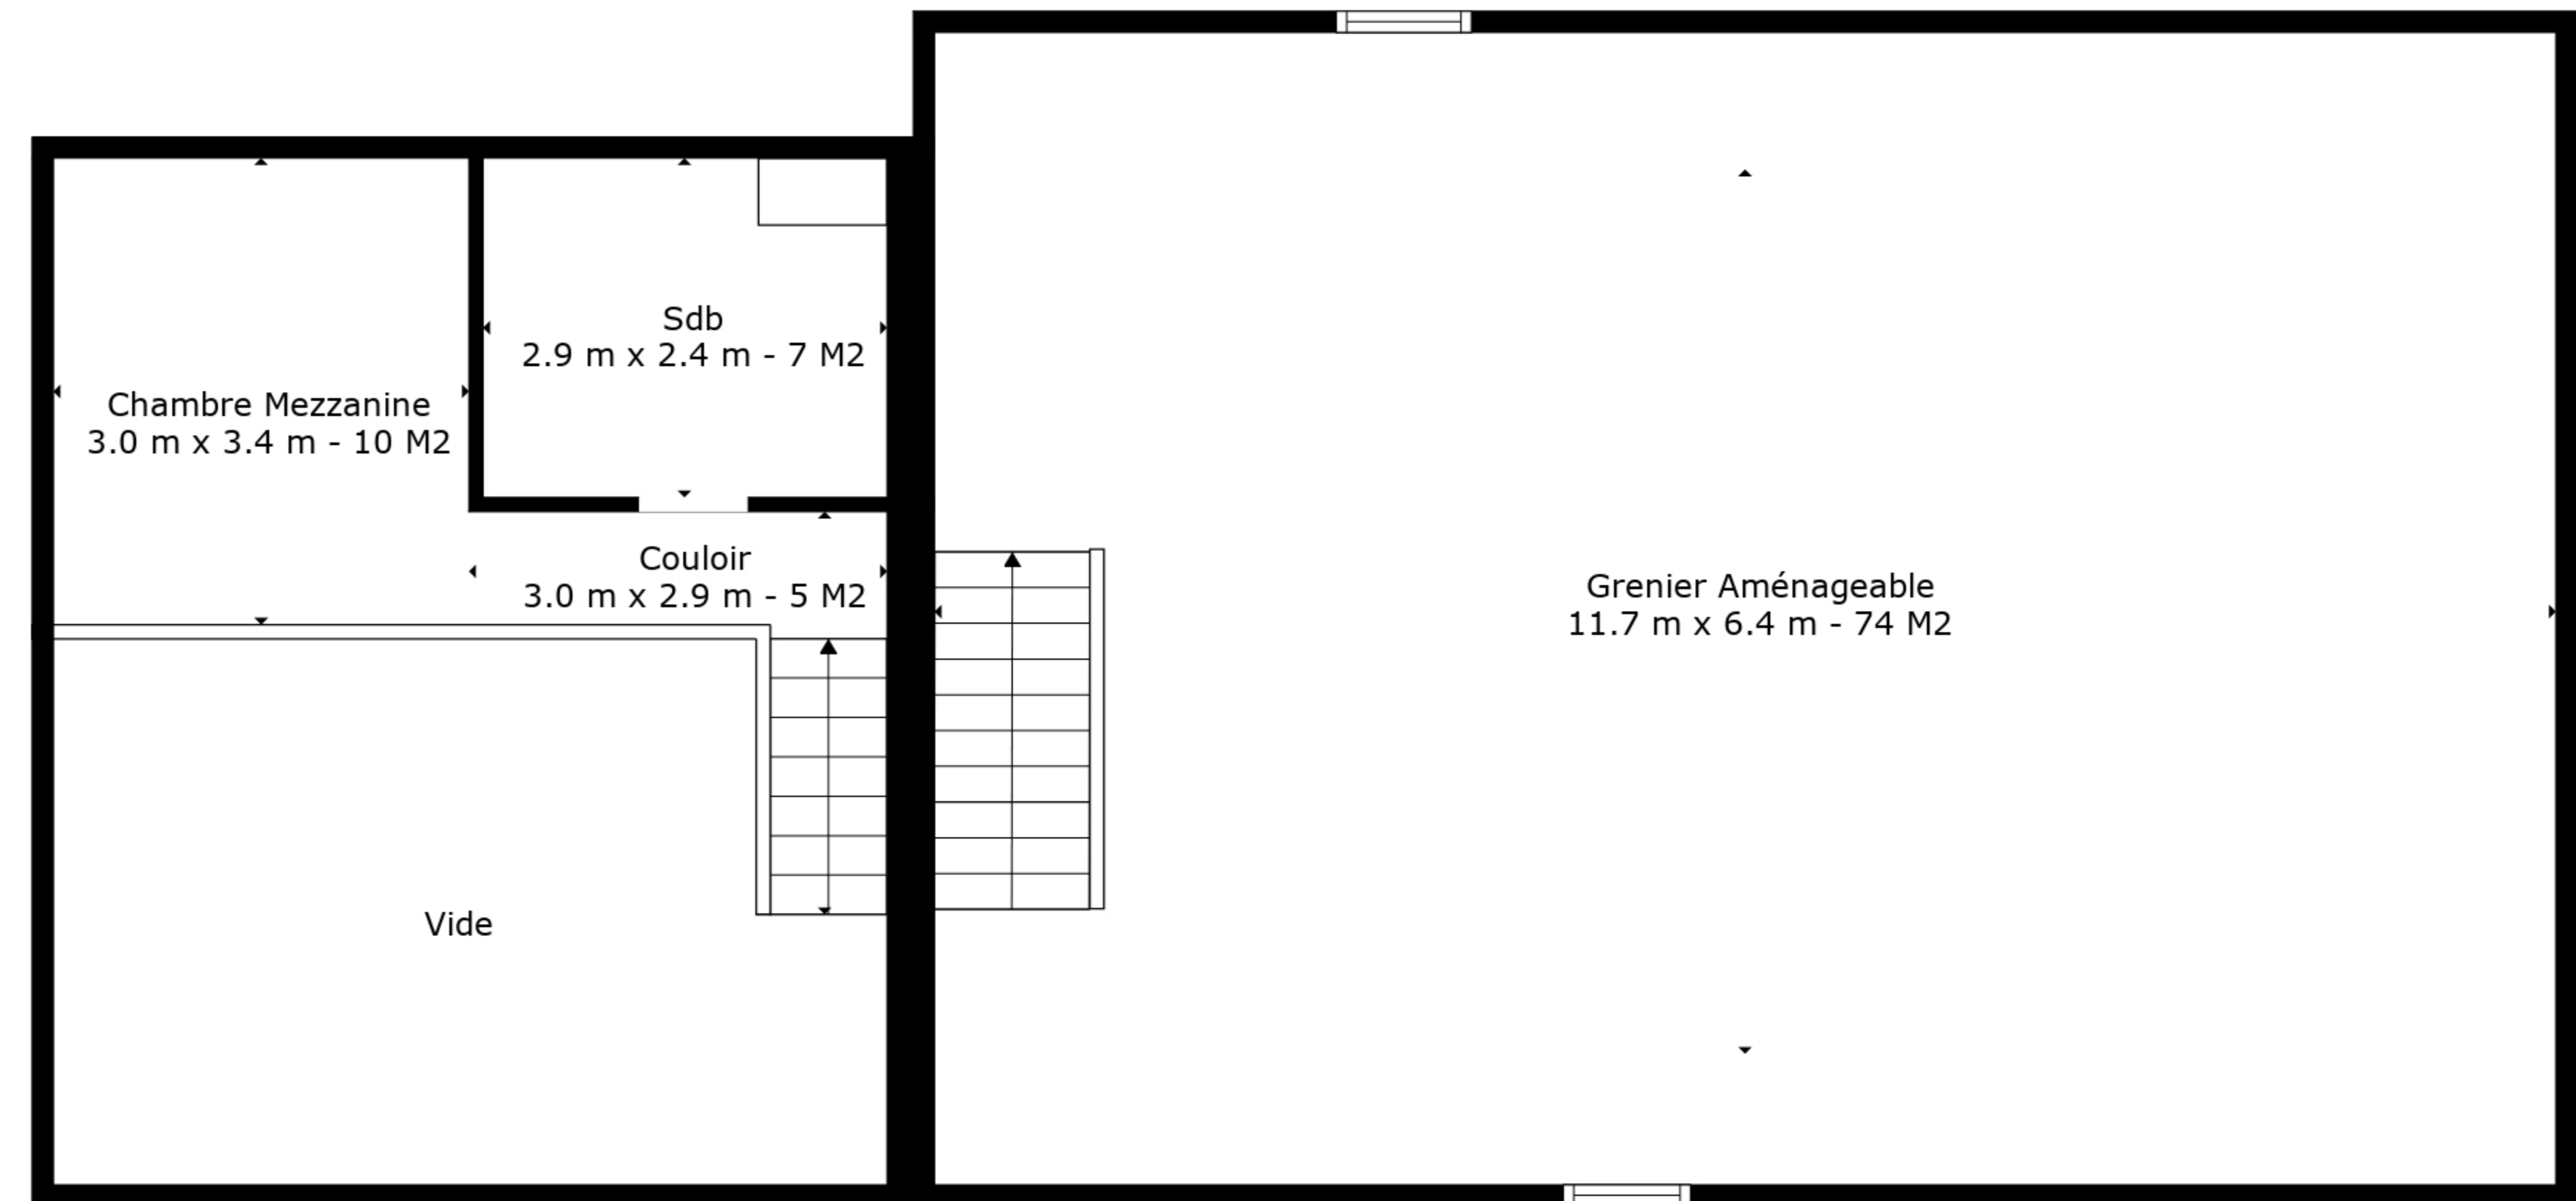 Sdb
2.9 m x 2.4 m - 7 M2
Chambre Mezzanine
3.0 m x 3.4 m - 10 M2
Couloir
3.0 m x 2.9 m - 5 M2
Grenier Aménageable
11.7 m x 6.4 m - 74 M2
Vide